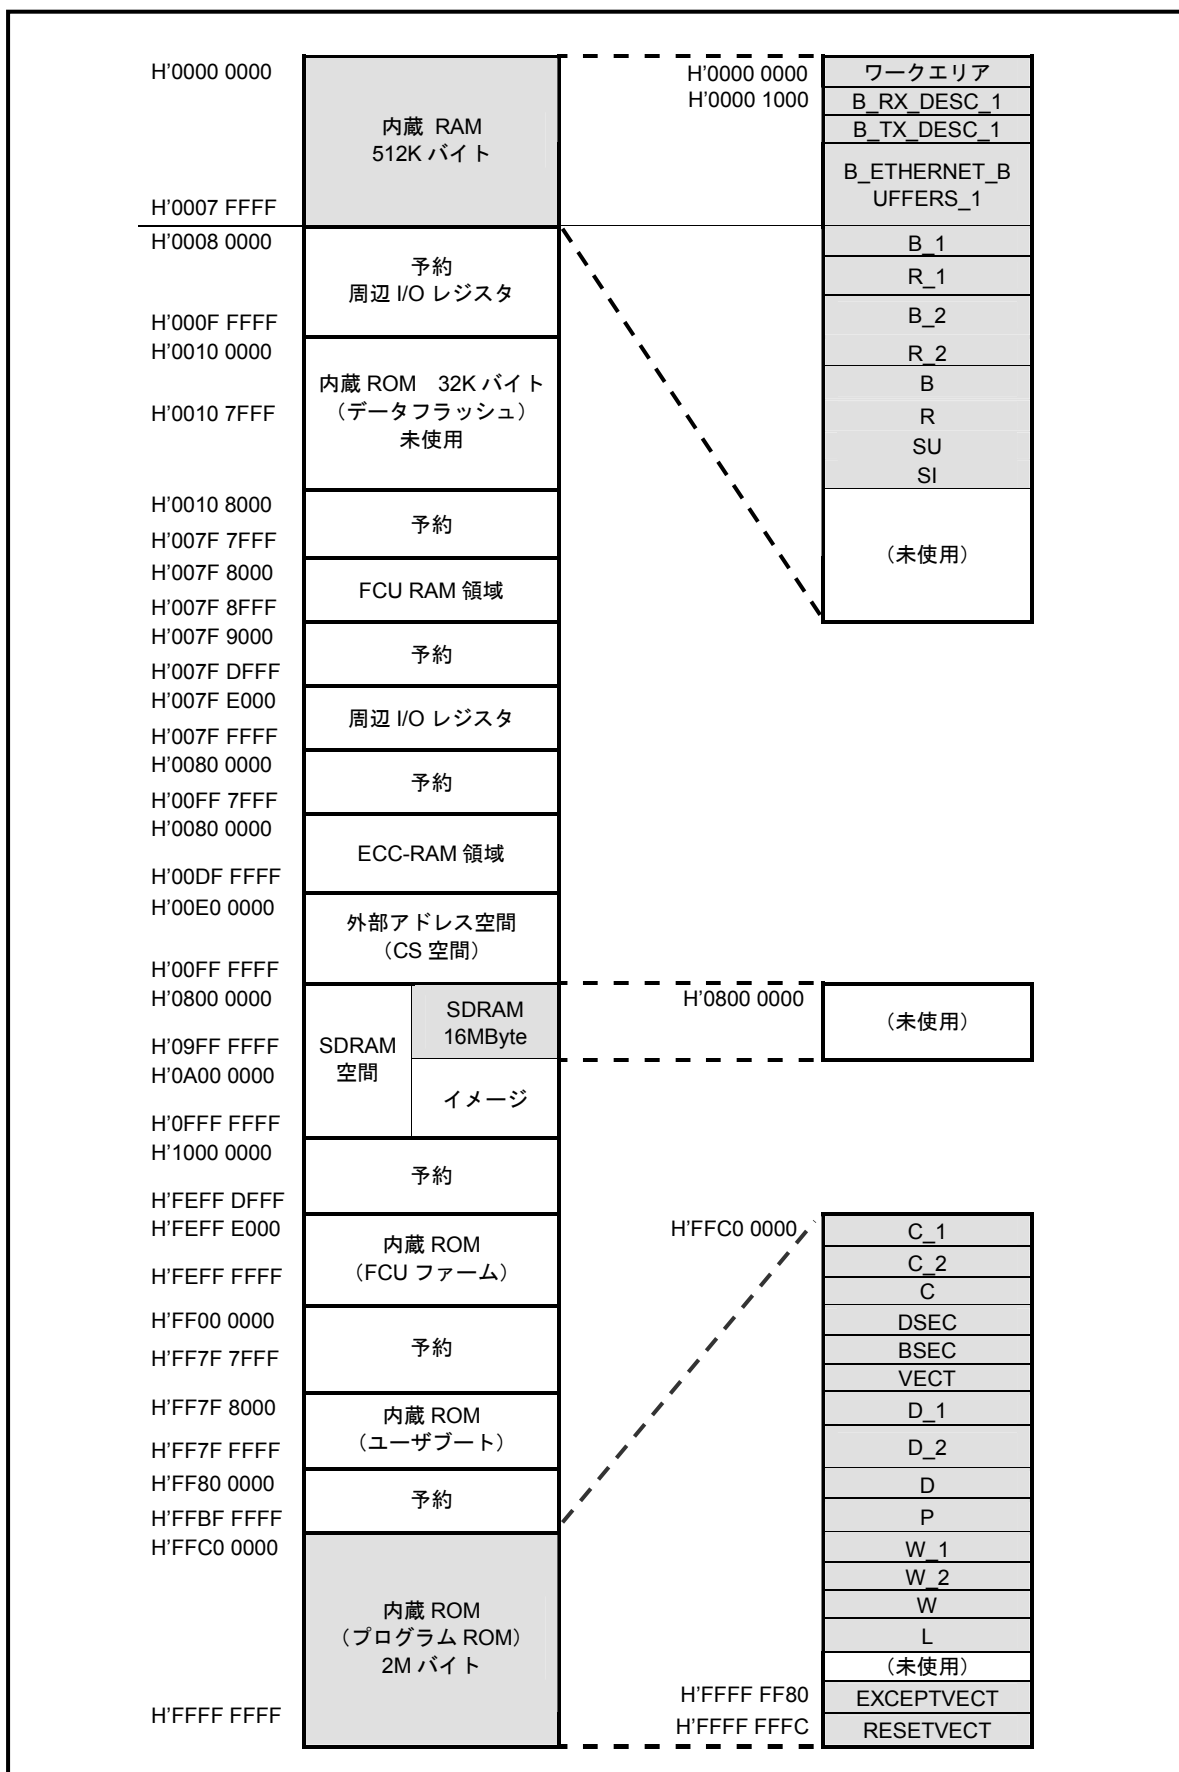 H'0000 0000
内蔵 RAM
512K バイト
H'0007 FFFF
H'0008 0000
予約
周辺 I/O レジスタ
H'000F FFFF
H'0010 0000
内蔵 ROM 32K バイト
H'0010 7FFF
（データフラッシュ）
未使用
H'0010 8000
予約
H'007F 7FFF
H'007F 8000
FCU RAM 領域
H'007F 8FFF
H'007F 9000
予約
H'007F DFFF
H'007F E000
周辺 I/O レジスタ
H'007F FFFF
H'0080 0000
予約
H'00FF 7FFF
H'0080 0000
ECC-RAM 領域
H'00DF FFFF
H'00E0 0000
外部アドレス空間
（CS 空間）
H'00FF FFFF
H'0800 0000
SDRAM
16MByte
H'09FF FFFF
SDRAM
空間
H'0A00 0000
イメージ
H'0FFF FFFF
H'1000 0000
予約
H'FEFF DFFF
H'FEFF E000
内蔵 ROM
（FCU ファーム）
H'FEFF FFFF
H'FF00 0000
予約
H'FF7F 7FFF
H'FF7F 8000
内蔵 ROM
（ユーザブート）
H'FF7F FFFF
H'FF80 0000
予約
H'FFBF FFFF
H'FFC0 0000
内蔵 ROM
（プログラム ROM）
2M バイト
H'FFFF FFFF
H'0000 0000
ワークエリア
H'0000 1000
B_RX_DESC_1
B_TX_DESC_1
B_ETHERNET_B
UFFERS_1
B_1
R_1
B_2
R_2
B
R
SU
SI
（未使用）
H'0800 0000
（未使用）
H'FFC0 0000
C_1
C_2
C
DSEC
BSEC
VECT
D_1
D_2
D
P
W_1
W_2
W
L
（未使用）
H'FFFF FF80
EXCEPTVECT
H'FFFF FFFC
RESETVECT